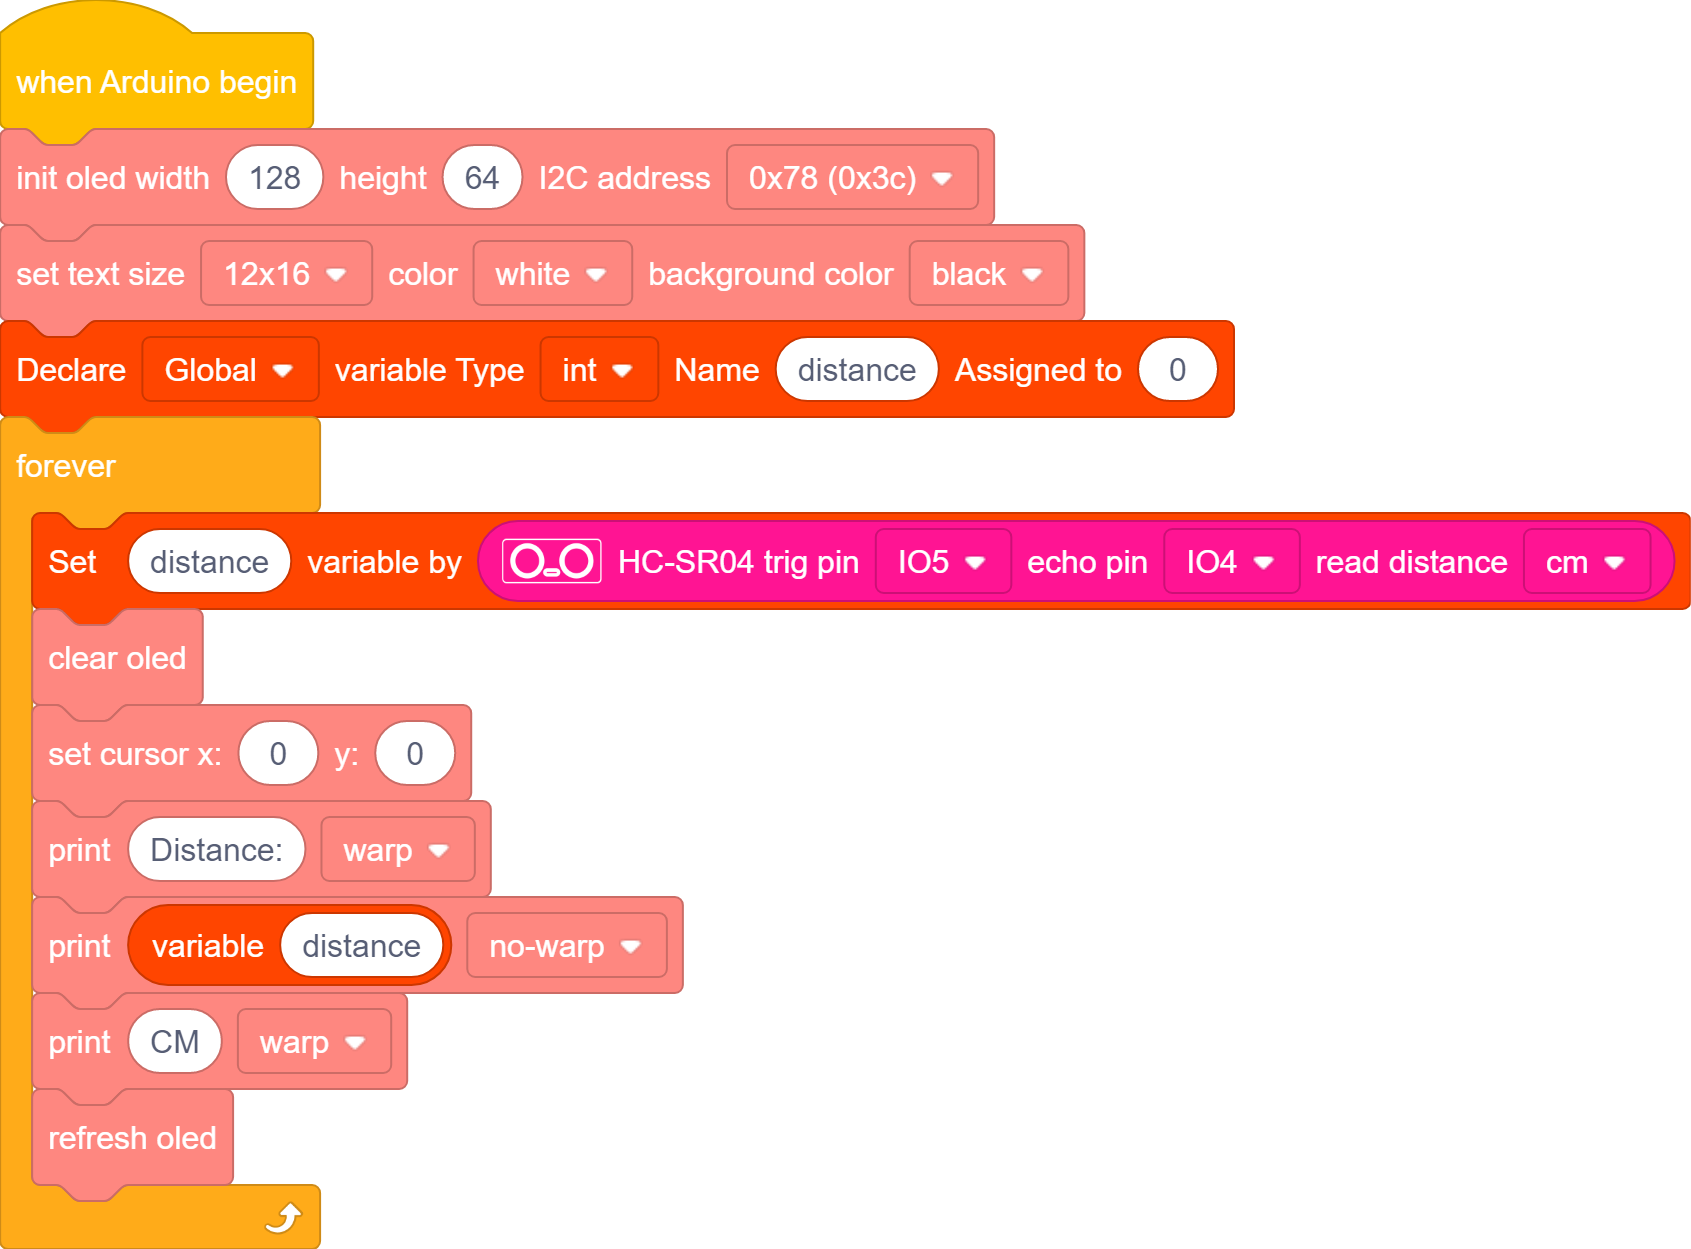 when Arduino begin
init oled width 128 height 64 I2C address 0x78 (0x3c)
set text size 12x16 color white background color black
Declare Global variable Type int Name distance Assigned to 0
forever
Set distance variable by HC-SR04 trig pin IO5 echo pin IO4 read distance cm
clear oled
set cursor x: 0 y: 0
print Distance: warp
print variable distance no-warp
print CM warp
refresh oled